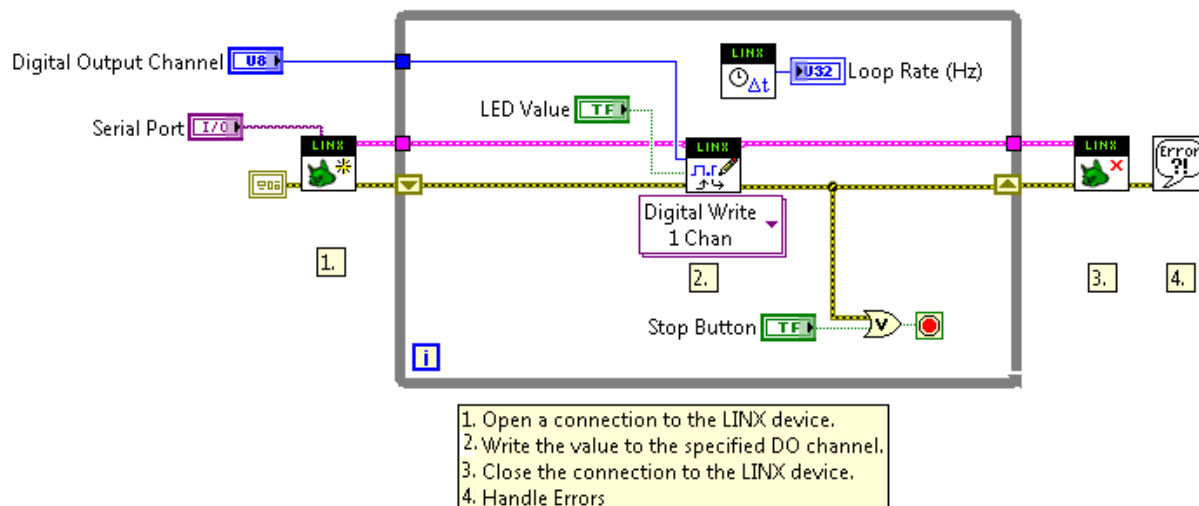 Digital Output Channel U8
LINX
Δt
U32 Loop Rate (Hz)
LED Value TF
Serial Port I/O
LINX
LINX
LINX
Error
?!
Digital Write
1 Chan
1.
2.
3.
4.
Stop Button TF
V
i
1. Open a connection to the LINX device.
2. Write the value to the specified DO channel.
3. Close the connection to the LINX device.
4. Handle Errors